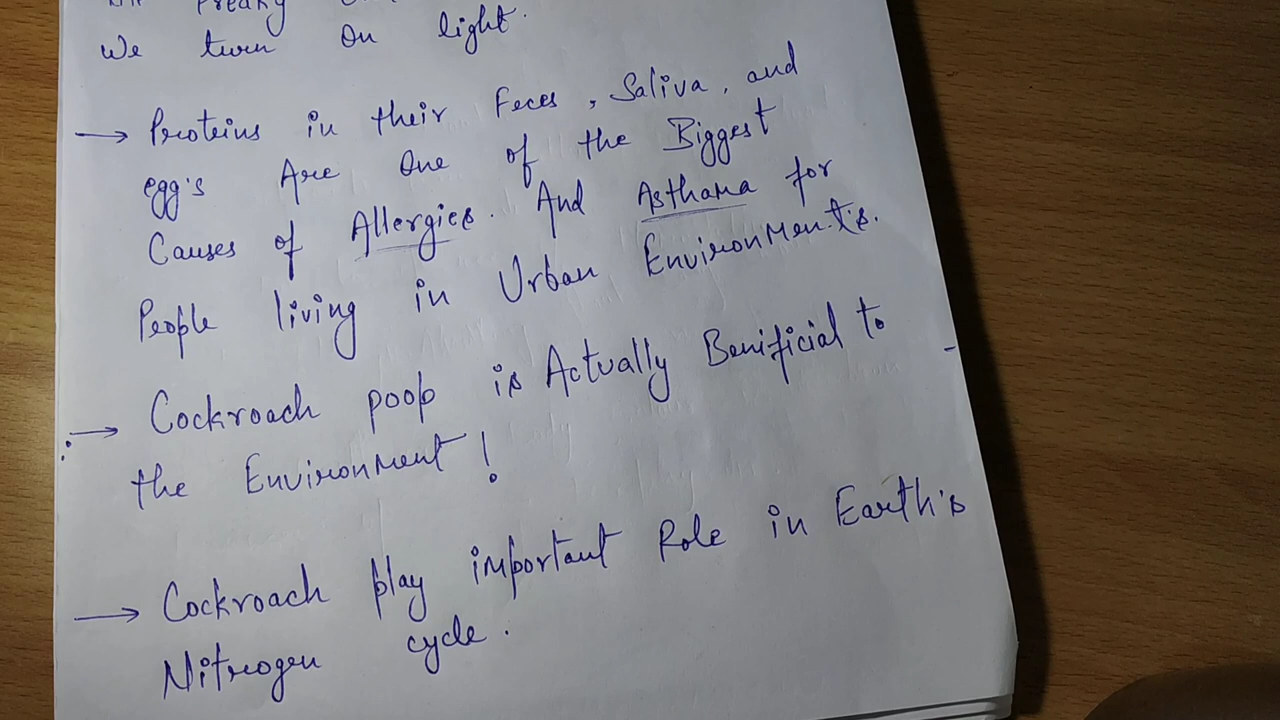 We turn on light.
→ Proteins in their Feces, Saliva, and
egg's Are One of the Biggest
Causes of Allergies. And Asthama for
People living in Urban Environment's.
→ Cockroach poop is Actually Benificial to
the Environment!
→ Cockroach play important Role in Earth's
Nitrogen cycle.